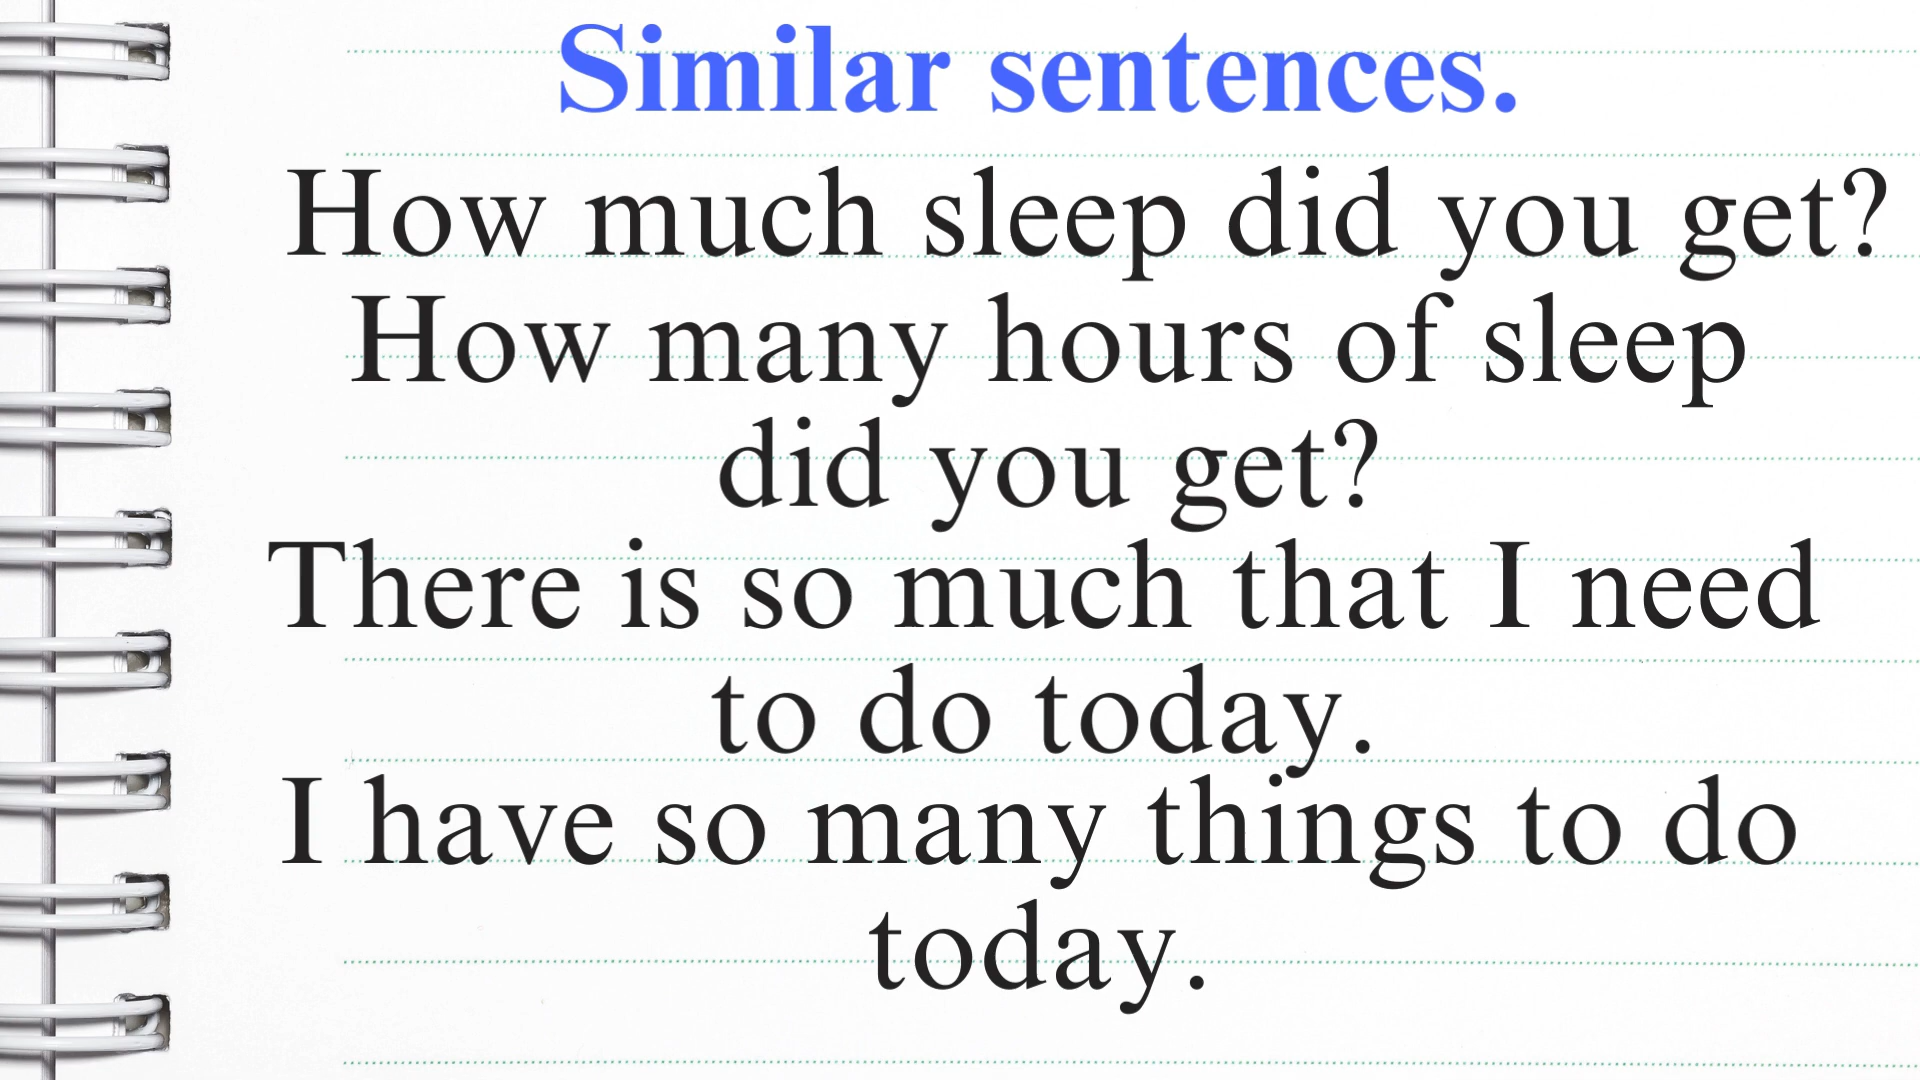 Similar sentences.
How much sleep did you get?
How many hours of sleep
did you get?
There is so much that I need
to do today.
I have so many things to do
today.